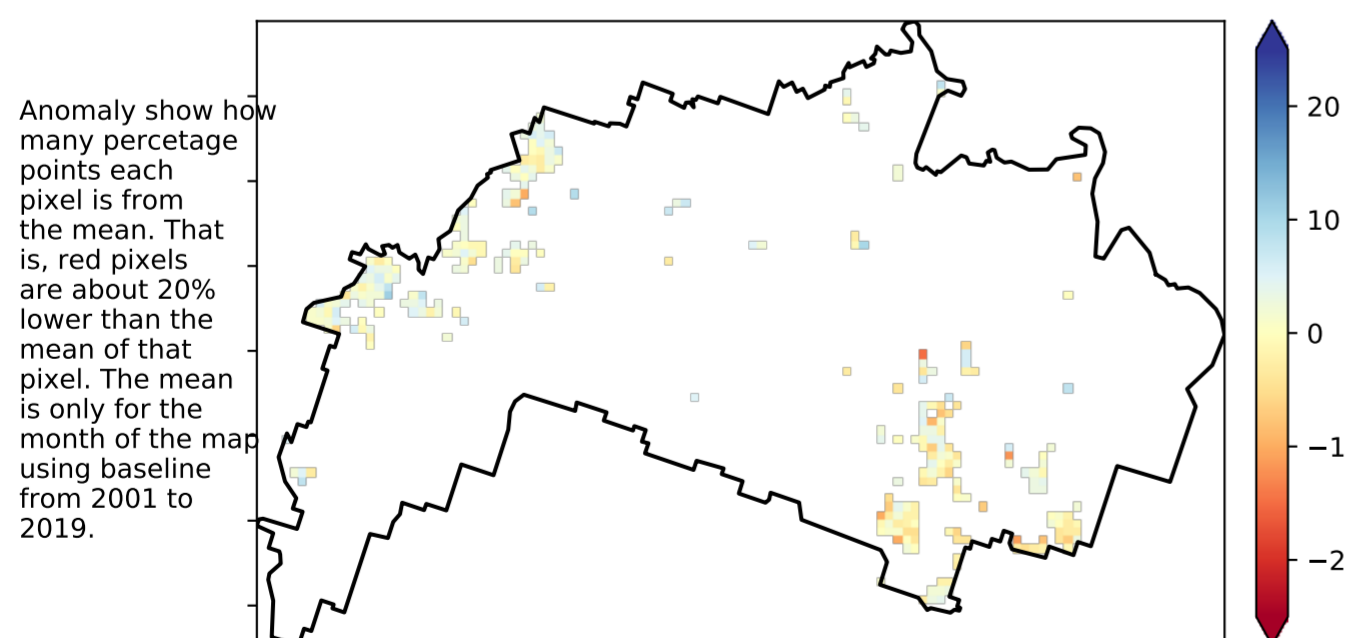 Anomaly show how
many percetage
points each
pixel is from
the mean. That
is, red pixels
are about 20%
lower than the
mean of that
pixel. The mean
is only for the
month of the map
using baseline
from 2001 to
2019.
20
10
0
−1
−2